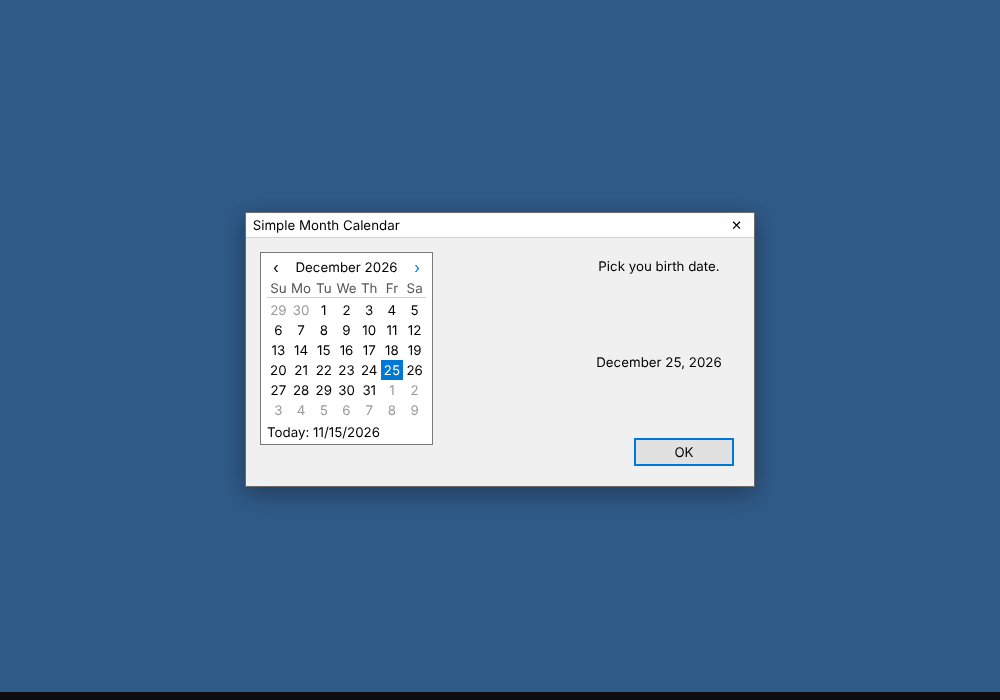 Simple Month Calendar ✕
‹ December 2026 ›
Su Mo Tu We Th Fr Sa
29 30 1 2 3 4 5
6 7 8 9 10 11 12
13 14 15 16 17 18 19
20 21 22 23 24 25 26
27 28 29 30 31 1 2
3 4 5 6 7 8 9
Today: 11/15/2026
Pick you birth date.
December 25, 2026
OK